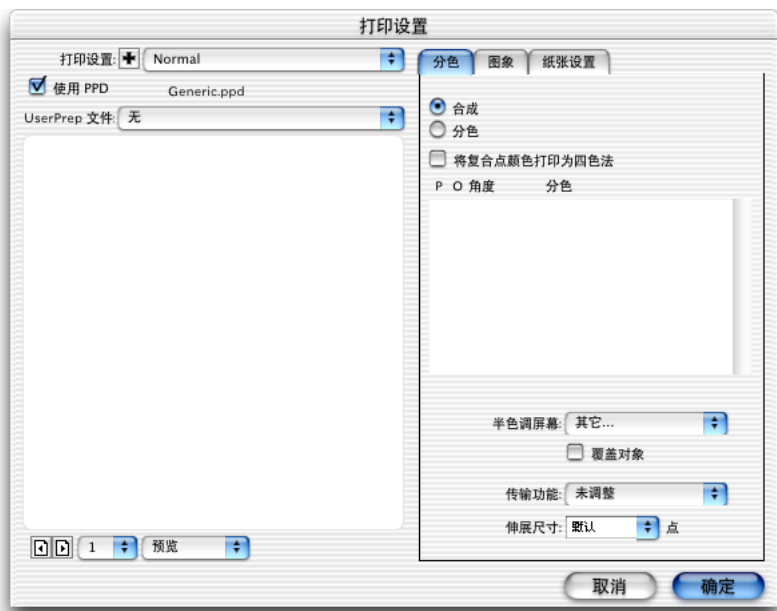 打印设置
打印设置: Normal
使用 PPD Generic.ppd
UserPrep 文件: 无
1 预览
分色 图象 纸张设置
合成
分色
将复合点颜色打印为四色法
P O 角度 分色
半色调屏幕: 其它...
覆盖对象
传输功能: 未调整
伸展尺寸: 默认 点
取消 确定